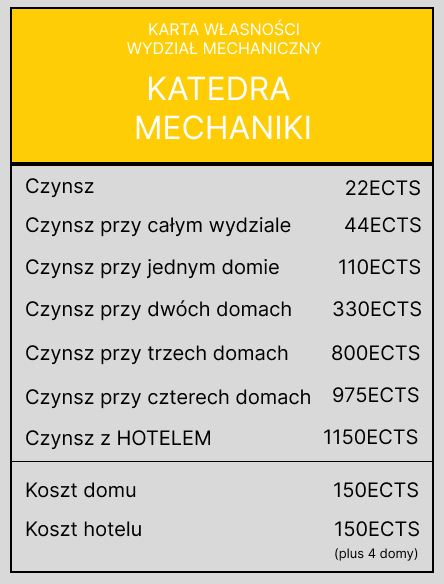 KARTA WŁASNOŚCI
WYDZIAŁ MECHANICZNY
KATEDRA
MECHANIKI
Czynsz 22ECTS
Czynsz przy całym wydziale 44ECTS
Czynsz przy jednym domie 110ECTS
Czynsz przy dwóch domach 330ECTS
Czynsz przy trzech domach 800ECTS
Czynsz przy czterech domach 975ECTS
Czynsz z HOTELEM 1150ECTS
Koszt domu 150ECTS
Koszt hotelu 150ECTS
(plus 4 domy)